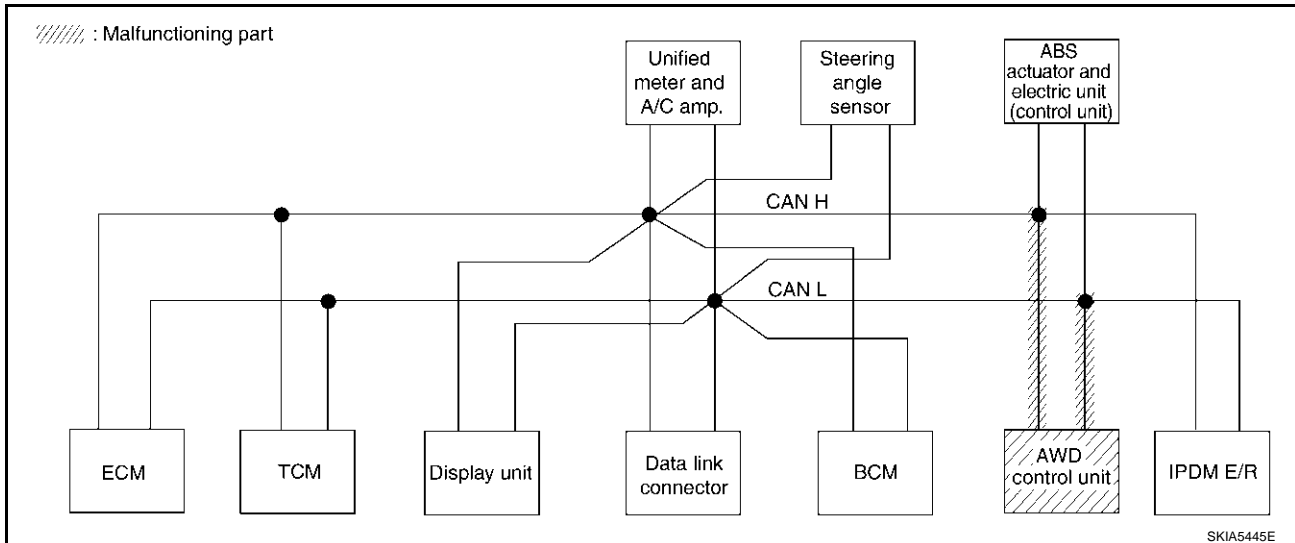 : Malfunctioning part
Unified
meter and
A/C amp.
Steering
angle
sensor
ABS
actuator and
electric unit
(control unit)
CAN H
CAN L
ECM
TCM
Display unit
Data link
connector
BCM
AWD
control unit
IPDM E/R
SKIA5445E